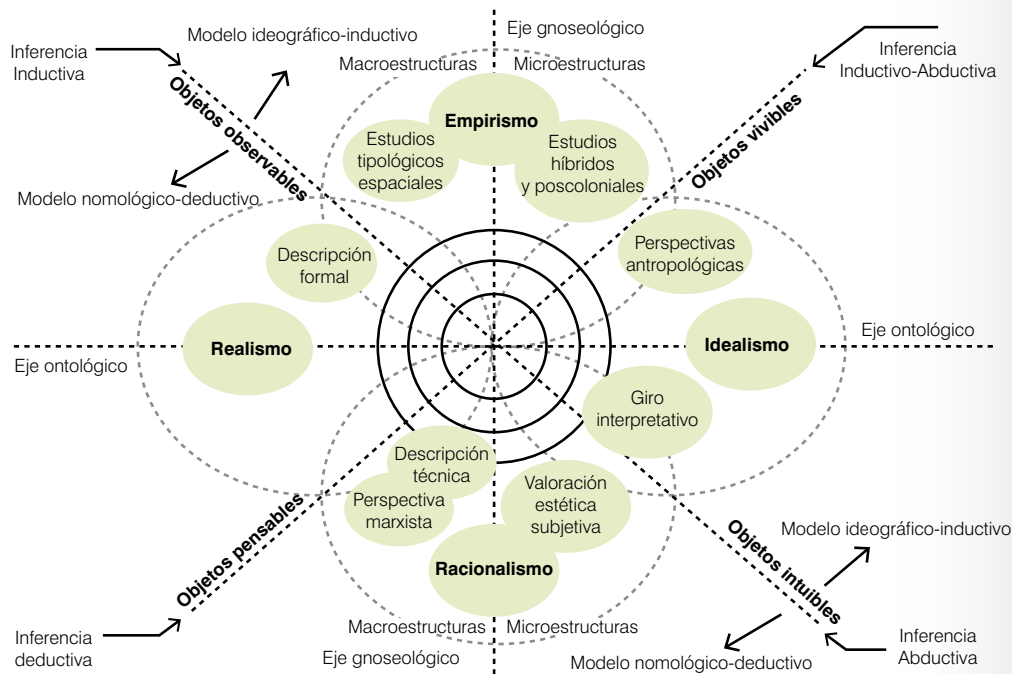 Eje gnoseológico
Modelo ideográfico-inductivo
Inferencia
Inductiva
Inferencia
Inductivo-Abductiva
Macroestructuras
Microestructuras
Objetos observables
Objetos vivibles
Empirismo
Estudios
tipológicos
espaciales
Estudios
híbridos
y poscoloniales
Modelo nomológico-deductivo
Descripción
formal
Perspectivas
antropológicas
Realismo
Idealismo
Eje ontológico
Eje ontológico
Giro
interpretativo
Descripción
técnica
Perspectiva
marxista
Valoración
estética
subjetiva
Racionalismo
Objetos pensables
Objetos intuibles
Modelo ideográfico-inductivo
Inferencia
deductiva
Macroestructuras
Microestructuras
Eje gnoseológico
Modelo nomológico-deductivo
Inferencia
Abductiva